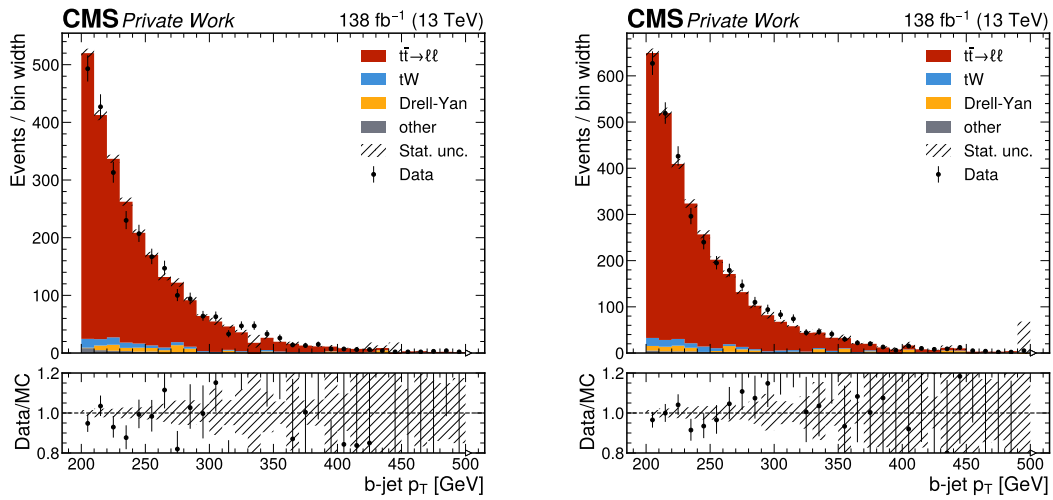 CMS Private Work 138 fb⁻¹ (13 TeV)
Events / bin width
500
400
300
200
100
0
tt̄→ℓℓ
tW
Drell-Yan
other
Stat. unc.
Data
Data/MC
1.2
1.0
0.8
200 250 300 350 400 450 500
b-jet p_T [GeV]
CMS Private Work 138 fb⁻¹ (13 TeV)
Events / bin width
600
500
400
300
200
100
0
tt̄→ℓℓ
tW
Drell-Yan
other
Stat. unc.
Data
Data/MC
1.2
1.0
0.8
200 250 300 350 400 450 500
b-jet p_T [GeV]